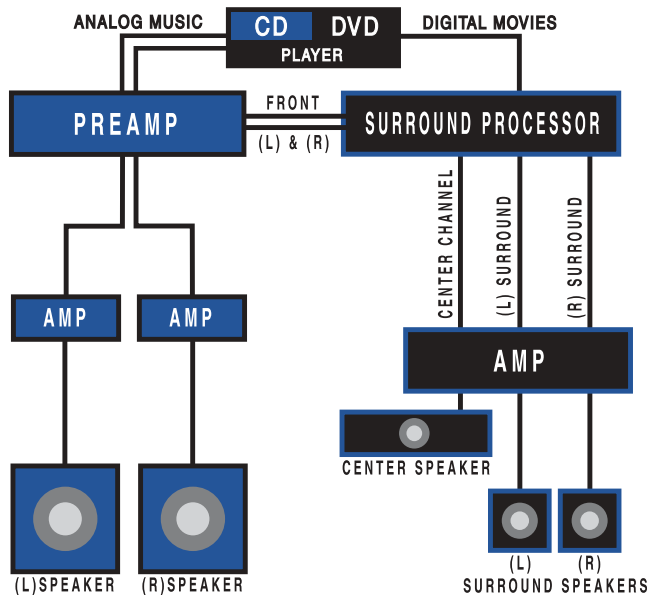 ANALOG MUSIC
CD DVD
PLAYER
DIGITAL MOVIES
PREAMP
FRONT
(L) & (R)
SURROUND PROCESSOR
CENTER CHANNEL
(L) SURROUND
(R) SURROUND
AMP
AMP
AMP
CENTER SPEAKER
(L)SPEAKER
(R)SPEAKER
(L)
(R)
SURROUND SPEAKERS